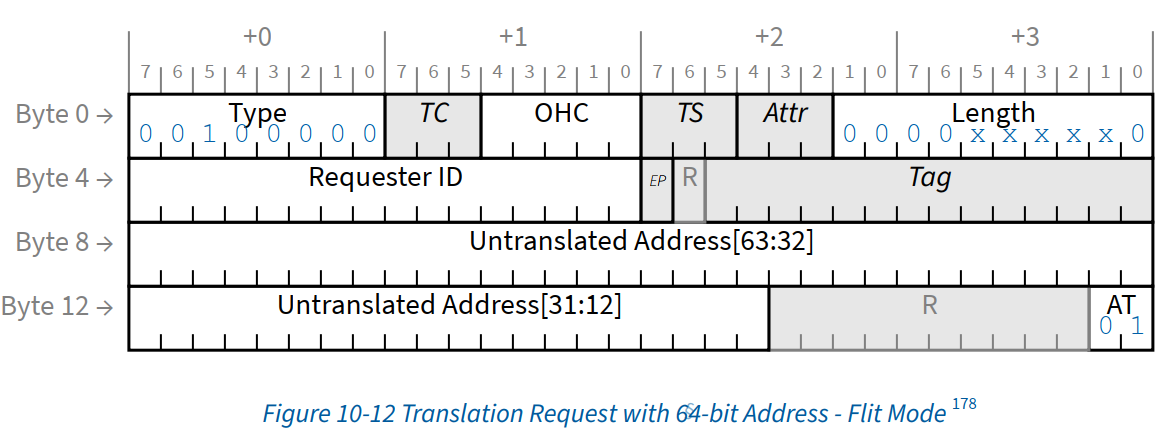 +0 +1 +2 +3
7 6 5 4 3 2 1 0 7 6 5 4 3 2 1 0 7 6 5 4 3 2 1 0 7 6 5 4 3 2 1 0
Byte 0 → Type TC OHC TS Attr Length
0 0 1 0 0 0 0 0 0 0 0 0 x x x x x 0
Byte 4 → Requester ID EP R Tag
Byte 8 → Untranslated Address[63:32]
Byte 12 → Untranslated Address[31:12] R AT
0 1
Figure 10-12 Translation Request with 64-bit Address - Flit Mode 178